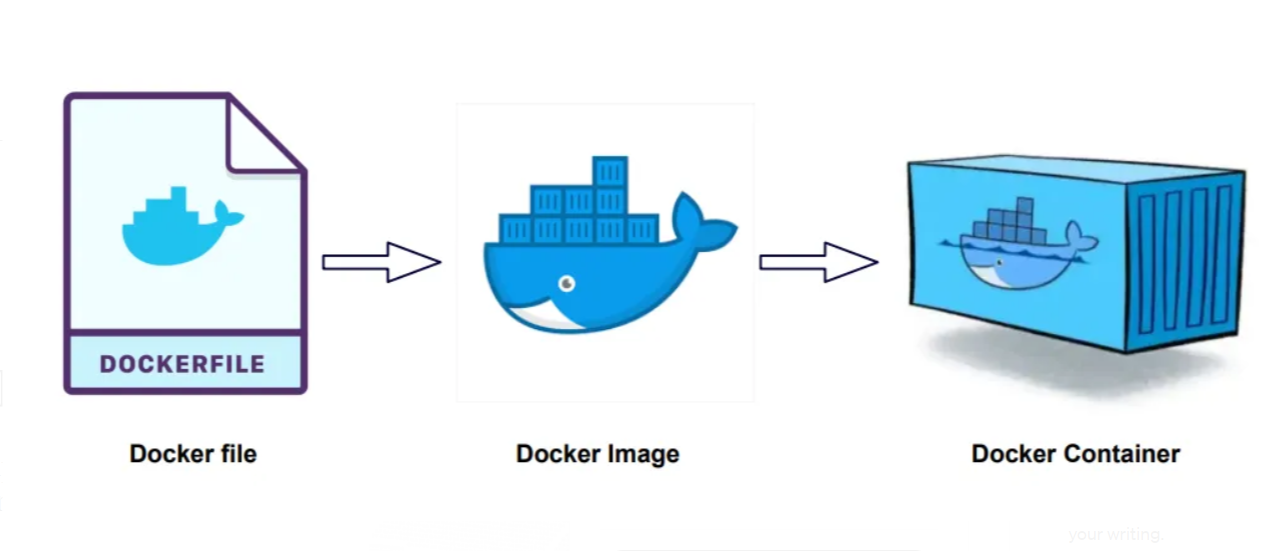 DOCKERFILE
Docker file
Docker Image
Docker Container
your writing,